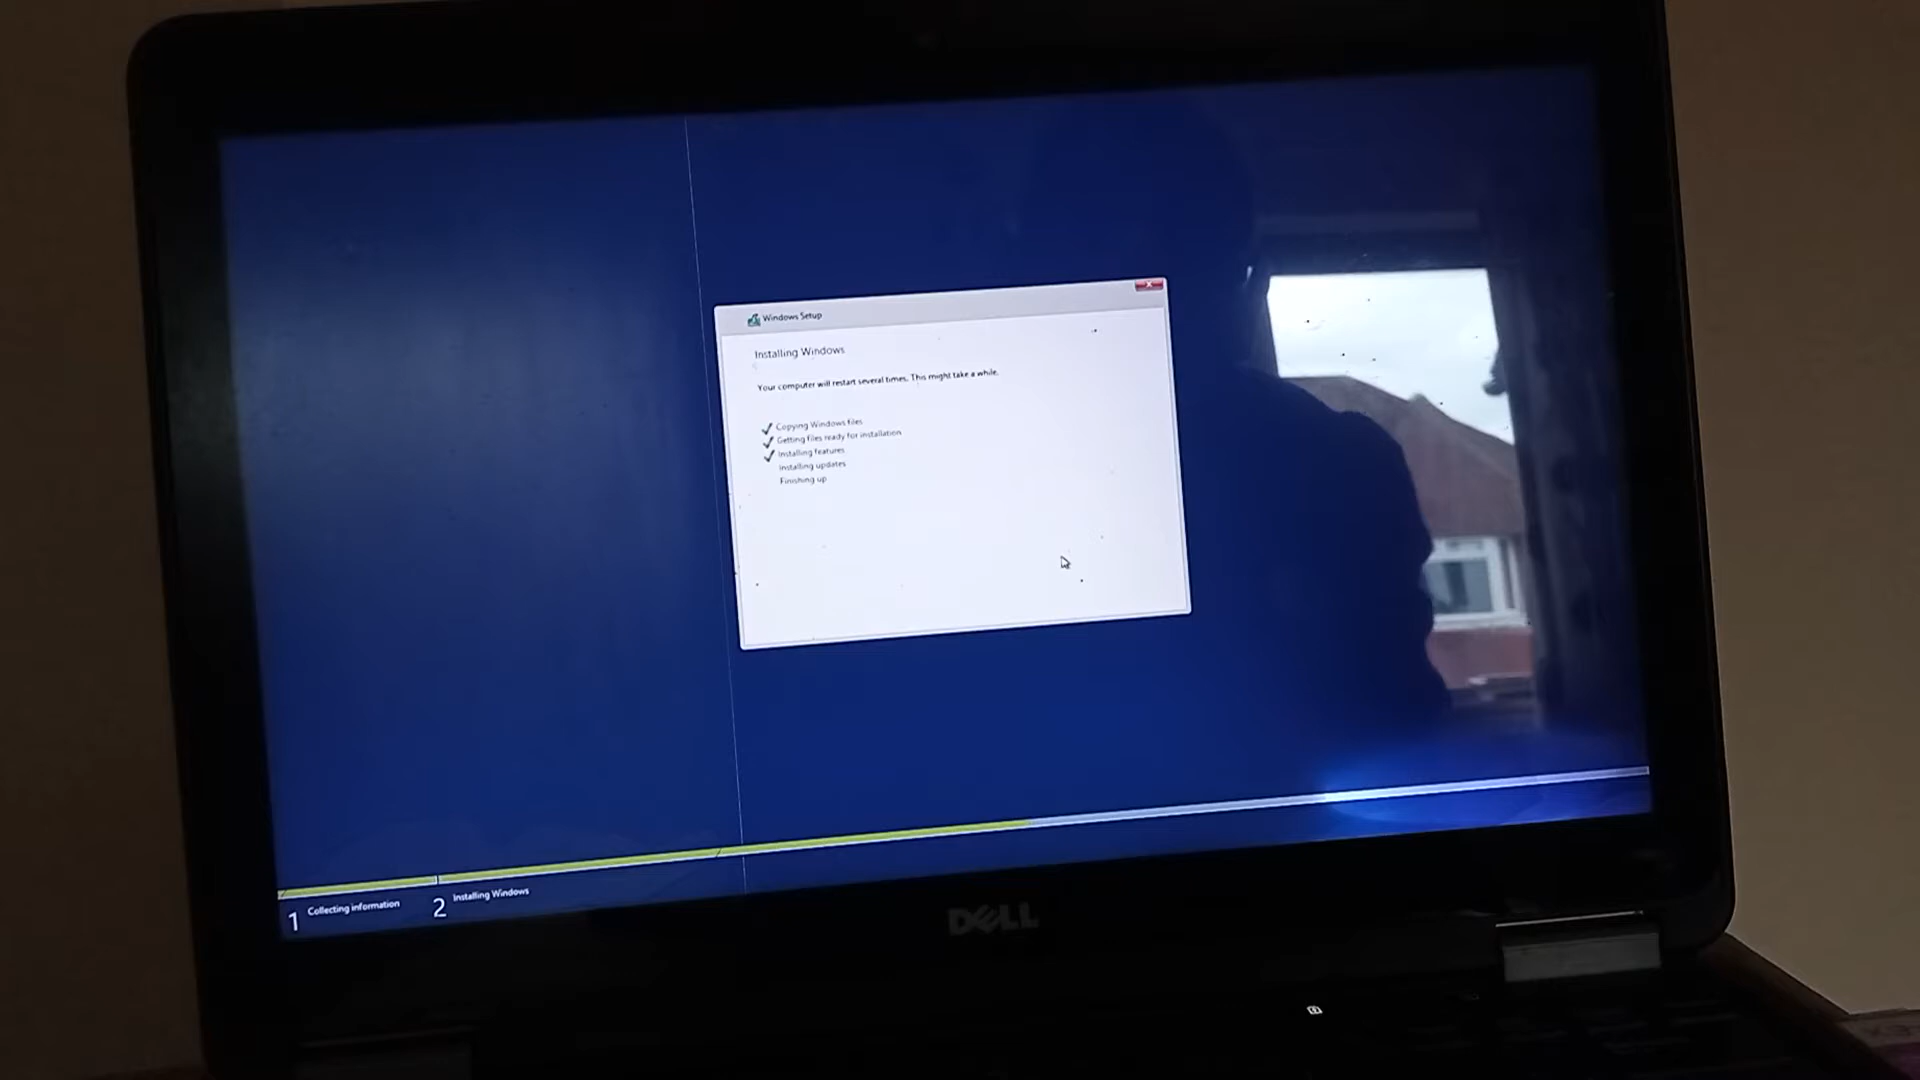 Windows Setup
Installing Windows
Your computer will restart several times. This might take a while.
Copying Windows files
Getting files ready for installation
Installing features
Installing updates
Finishing up
1 Collecting information
2 Installing Windows
DELL